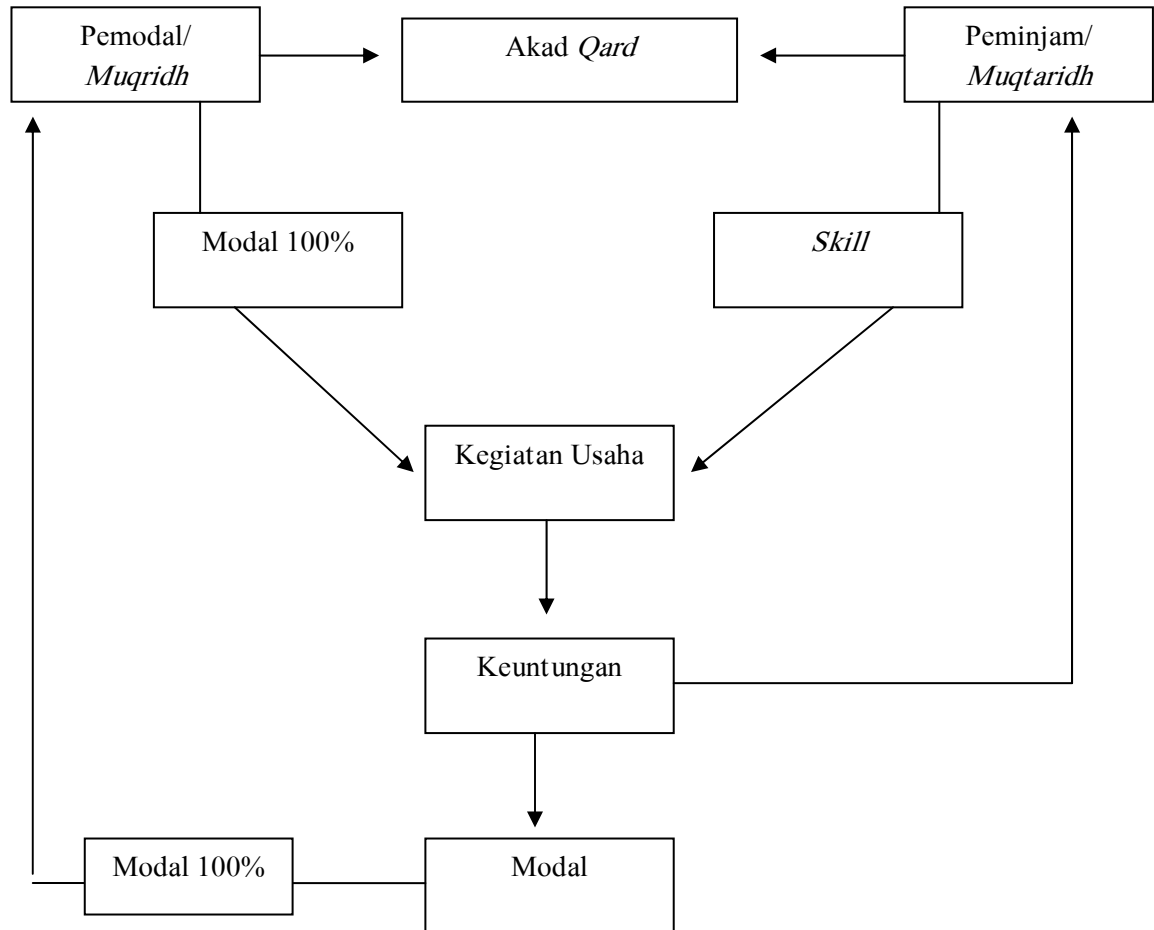 Pemodal/
Muqridh
Akad Qard
Peminjam/
Muqtaridh
Modal 100%
Skill
Kegiatan Usaha
Keuntungan
Modal 100%
Modal